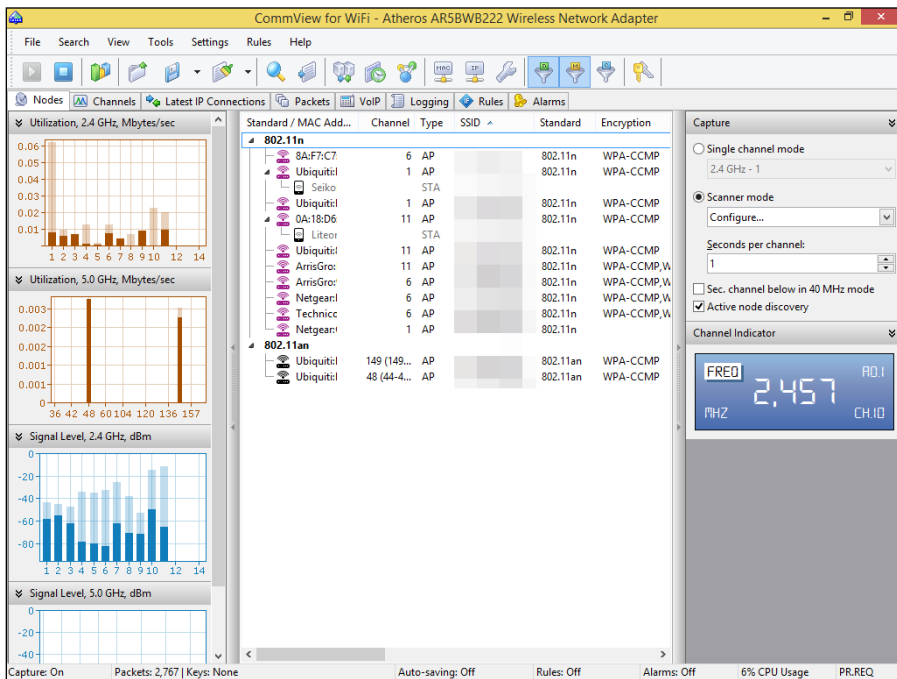 CommView for WiFi - Atheros AR5BWB222 Wireless Network Adapter
File Search View Tools Settings Rules Help
Nodes Channels Latest IP Connections Packets VoIP Logging Rules Alarms
Utilization, 2.4 GHz, Mbytes/sec
0.06
0.05
0.04
0.03
0.02
0.01
1 2 3 4 5 6 7 8 9 10 12 14
Utilization, 5.0 GHz, Mbytes/sec
0.003
0.002
0.002
0.001
0.001
0
36 42 48 60 104 120 136 157
Signal Level, 2.4 GHz, dBm
0
-20
-40
-60
-80
1 2 3 4 5 6 7 8 9 10 12 14
Signal Level, 5.0 GHz, dBm
0
-20
-40
Standard / MAC Add... Channel Type SSID Standard Encryption
802.11n
8A:F7:C7: 6 AP 802.11n WPA-CCMP
Ubiquiti: 1 AP 802.11n WPA-CCMP
Seiko STA
Ubiquiti: 1 AP 802.11n WPA-CCMP
0A:18:D6: 11 AP 802.11n WPA-CCMP
Liteor STA
Ubiquiti: 11 AP 802.11n WPA-CCMP
ArrisGro: 11 AP 802.11n WPA-CCMP,W
ArrisGro: 6 AP 802.11n WPA-CCMP,W
Netgear: 6 AP 802.11n WPA-CCMP,W
Technico 6 AP 802.11n WPA-CCMP,W
Netgear: 1 AP 802.11n
802.11an
Ubiquiti: 149 (149... AP 802.11an WPA-CCMP
Ubiquiti: 48 (44-4... AP 802.11an WPA-CCMP
Capture
Single channel mode
2.4 GHz - 1
Scanner mode
Configure...
Seconds per channel:
1
Sec. channel below in 40 MHz mode
Active node discovery
Channel Indicator
FREQ 2,457 AD.1
MHZ CH.10
Capture: On Packets: 2,767 | Keys: None Auto-saving: Off Rules: Off Alarms: Off 6% CPU Usage PR.REQ